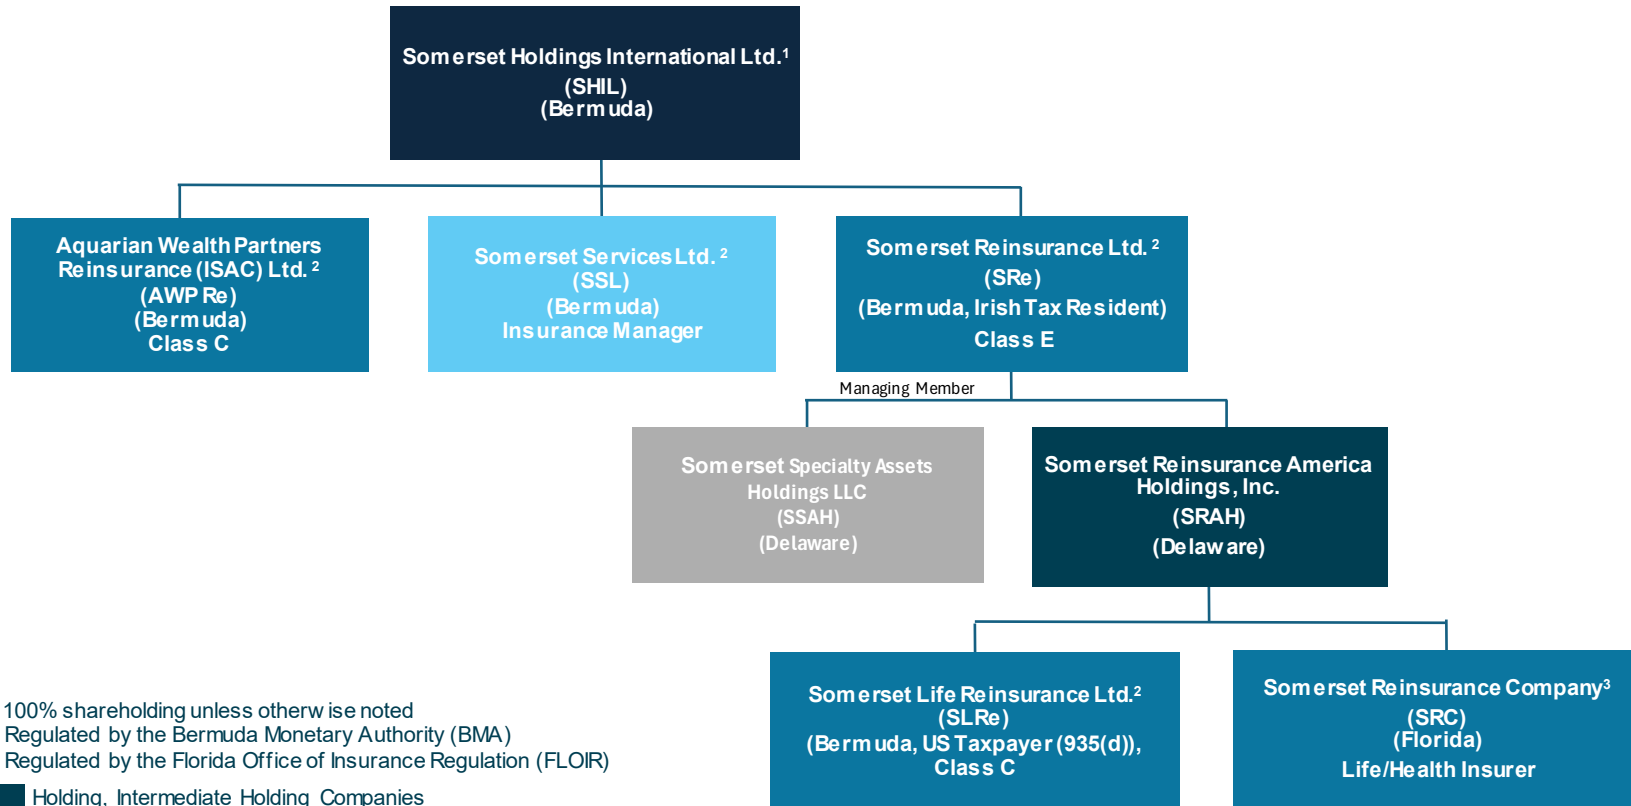 Somerset Holdings International Ltd.¹
(SHIL)
(Bermuda)
Aquarian Wealth Partners
Reinsurance (ISAC) Ltd. ²
(AWP Re)
(Bermuda)
Class C
Somerset Services Ltd. ²
(SSL)
(Bermuda)
Insurance Manager
Somerset Reinsurance Ltd. ²
(SRe)
(Bermuda, Irish Tax Resident)
Class E
Managing Member
Somerset Specialty Assets
Holdings LLC
(SSAH)
(Delaware)
Somerset Reinsurance America
Holdings, Inc.
(SRAH)
(Delaware)
Somerset Life Reinsurance Ltd.²
(SLRe)
(Bermuda, US Taxpayer (935(d)),
Class C
Somerset Reinsurance Company³
(SRC)
(Florida)
Life/Health Insurer
100% shareholding unless otherwise noted
Regulated by the Bermuda Monetary Authority (BMA)
Regulated by the Florida Office of Insurance Regulation (FLOIR)
Holding, Intermediate Holding Companies